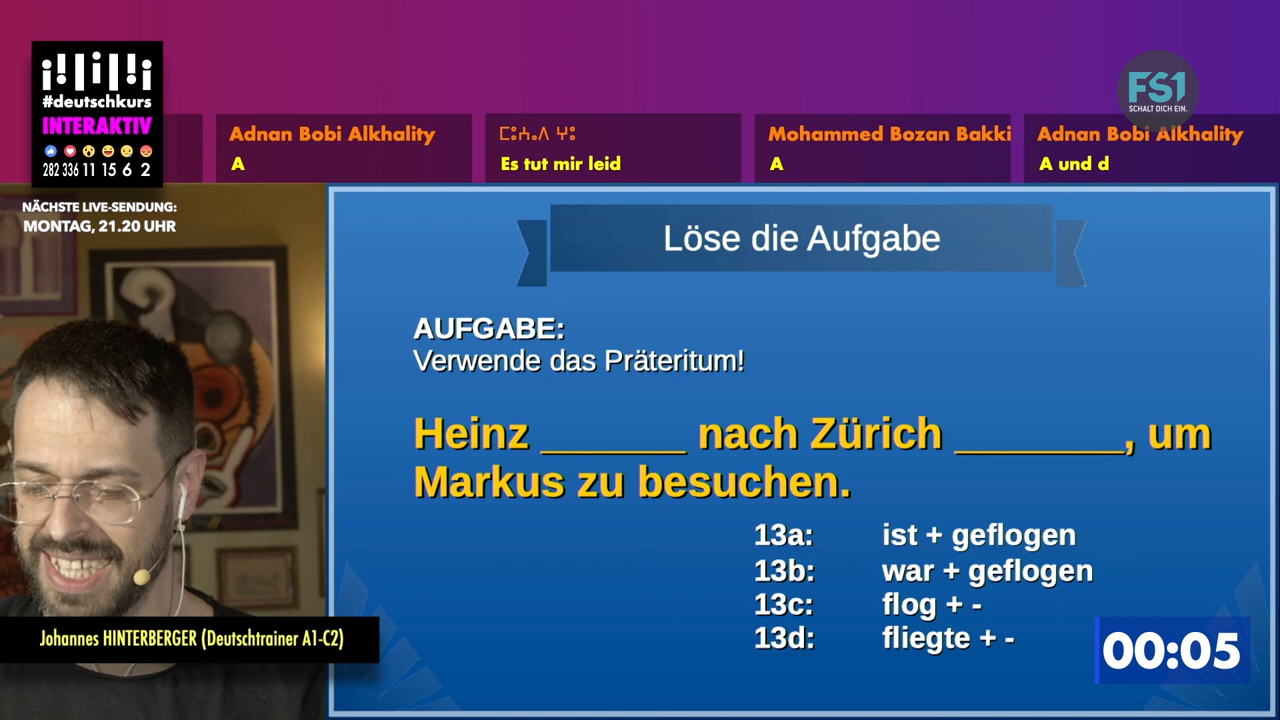 #deutschkurs
INTERAKTIV
282 336 11 15 6 2
FS1
SCHALT DICH EIN.
Adnan Bobi Alkhality
A
ⵎⵓⵄⴰⴷ ⵖⵓ
Es tut mir leid
Mohammed Bozan Bakki
A
Adnan Bobi Alkhality
A und d
NÄCHSTE LIVE-SENDUNG:
MONTAG, 21.20 UHR
Löse die Aufgabe
AUFGABE:
Verwende das Präteritum!
Heinz ______ nach Zürich _______, um
Markus zu besuchen.
13a: ist + geflogen
13b: war + geflogen
13c: flog + -
13d: fliegte + -
Johannes HINTERBERGER (Deutschtrainer A1-C2)
00:05